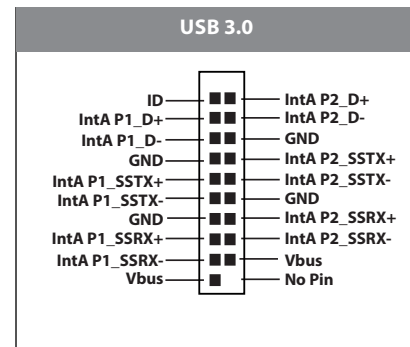 USB 3.0
ID IntA P2_D+
IntA P1_D+ IntA P2_D-
IntA P1_D- GND
GND IntA P2_SSTX+
IntA P1_SSTX+ IntA P2_SSTX-
IntA P1_SSTX- GND
GND IntA P2_SSRX+
IntA P1_SSRX+ IntA P2_SSRX-
IntA P1_SSRX- Vbus
Vbus No Pin